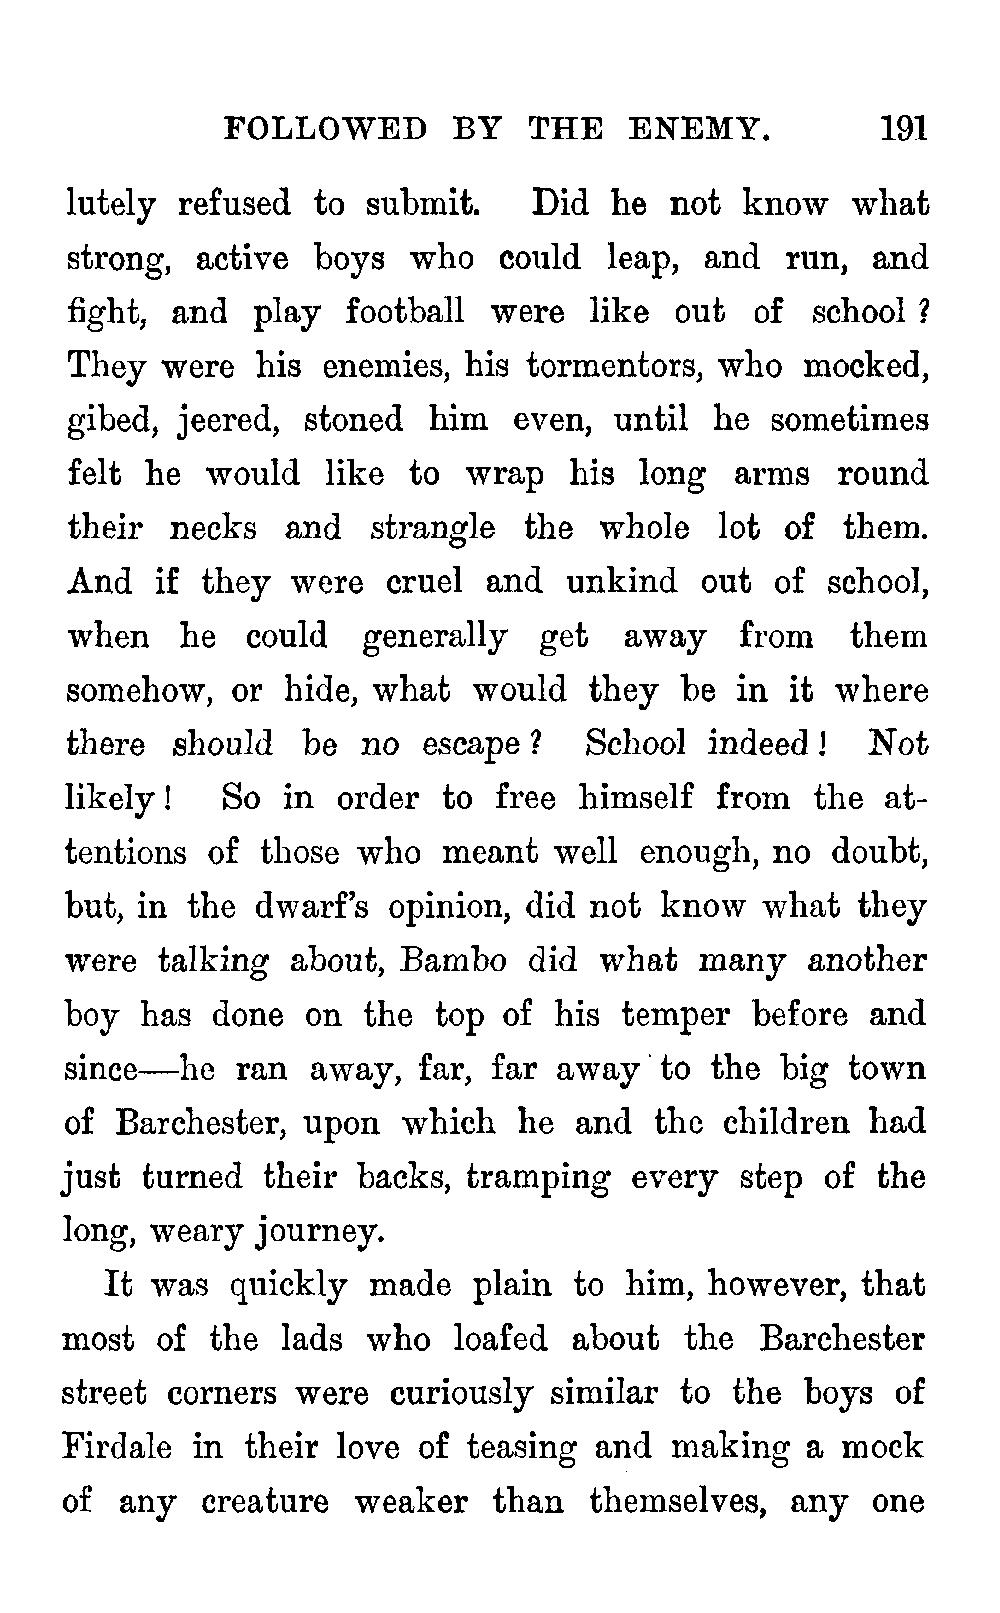 FOLLOWED BY THE ENEMY. 191
lutely refused to submit. Did he not know what
strong, active boys who could leap, and run, and
fight, and play football were like out of school ?
They were his enemies, his tormentors, who mocked,
gibed, jeered, stoned him even, until he sometimes
felt he would like to wrap his long arms round
their necks and strangle the whole lot of them.
And if they were cruel and unkind out of school,
when he could generally get away from them
somehow, or hide, what would they be in it where
there should be no escape ? School indeed ! Not
likely ! So in order to free himself from the at-
tentions of those who meant well enough, no doubt,
but, in the dwarf's opinion, did not know what they
were talking about, Bambo did what many another
boy has done on the top of his temper before and
since—he ran away, far, far away to the big town
of Barchester, upon which he and the children had
just turned their backs, tramping every step of the
long, weary journey.
It was quickly made plain to him, however, that
most of the lads who loafed about the Barchester
street corners were curiously similar to the boys of
Firdale in their love of teasing and making a mock
of any creature weaker than themselves, any one